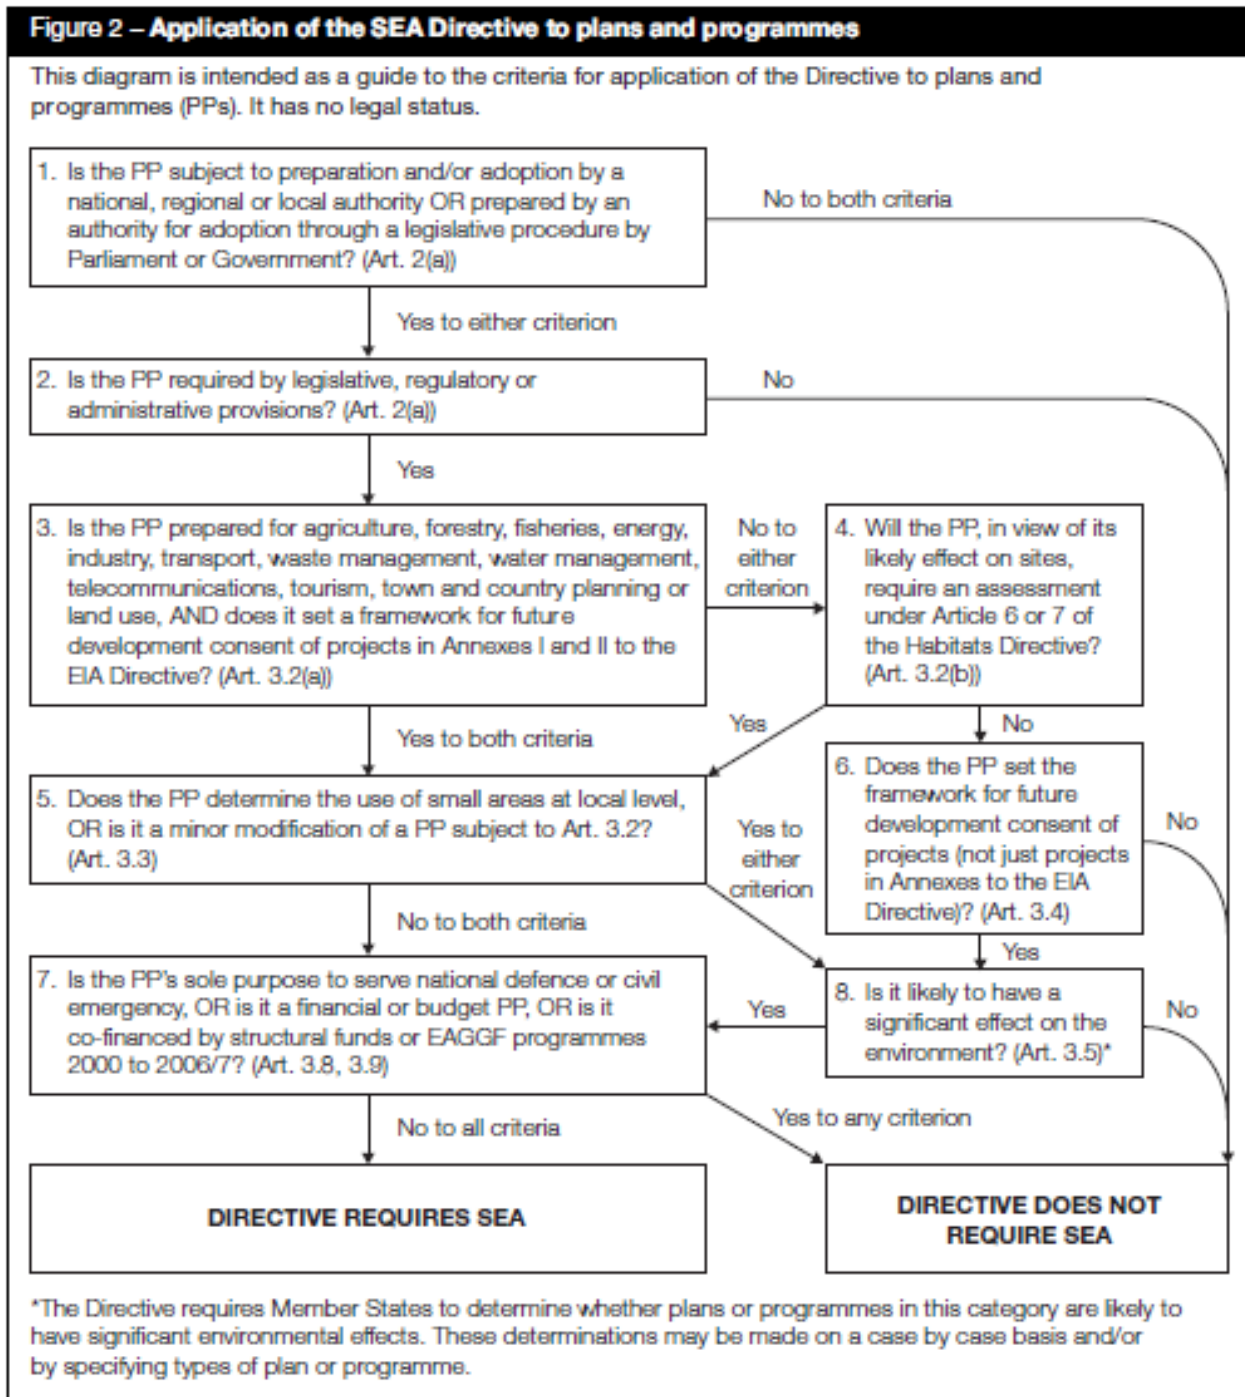 Figure 2 – Application of the SEA Directive to plans and programmes
This diagram is intended as a guide to the criteria for application of the Directive to plans and
programmes (PPs). It has no legal status.
1. Is the PP subject to preparation and/or adoption by a
national, regional or local authority OR prepared by an
authority for adoption through a legislative procedure by
Parliament or Government? (Art. 2(a))
No to both criteria
Yes to either criterion
2. Is the PP required by legislative, regulatory or
administrative provisions? (Art. 2(a))
No
Yes
3. Is the PP prepared for agriculture, forestry, fisheries, energy,
industry, transport, waste management, water management,
telecommunications, tourism, town and country planning or
land use, AND does it set a framework for future
development consent of projects in Annexes I and II to the
EIA Directive? (Art. 3.2(a))
No to
either
criterion
4. Will the PP, in view of its
likely effect on sites,
require an assessment
under Article 6 or 7 of
the Habitats Directive?
(Art. 3.2(b))
Yes to both criteria
Yes
No
5. Does the PP determine the use of small areas at local level,
OR is it a minor modification of a PP subject to Art. 3.2?
(Art. 3.3)
Yes to
either
criterion
6. Does the PP set the
framework for future
development consent of
projects (not just projects
in Annexes to the EIA
Directive)? (Art. 3.4)
No
No to both criteria
Yes
7. Is the PP's sole purpose to serve national defence or civil
emergency, OR is it a financial or budget PP, OR is it
co-financed by structural funds or EAGGF programmes
2000 to 2006/7? (Art. 3.8, 3.9)
Yes
8. Is it likely to have a
significant effect on the
environment? (Art. 3.5)*
No
No to all criteria
Yes to any criterion
DIRECTIVE REQUIRES SEA
DIRECTIVE DOES NOT
REQUIRE SEA
*The Directive requires Member States to determine whether plans or programmes in this category are likely to
have significant environmental effects. These determinations may be made on a case by case basis and/or
by specifying types of plan or programme.